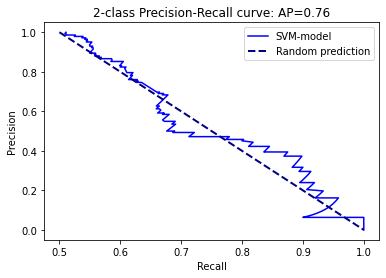 2-class Precision-Recall curve: AP=0.76
SVM-model
Random prediction
Precision
1.0
0.8
0.6
0.4
0.2
0.0
0.5
0.6
0.7
0.8
0.9
1.0
Recall